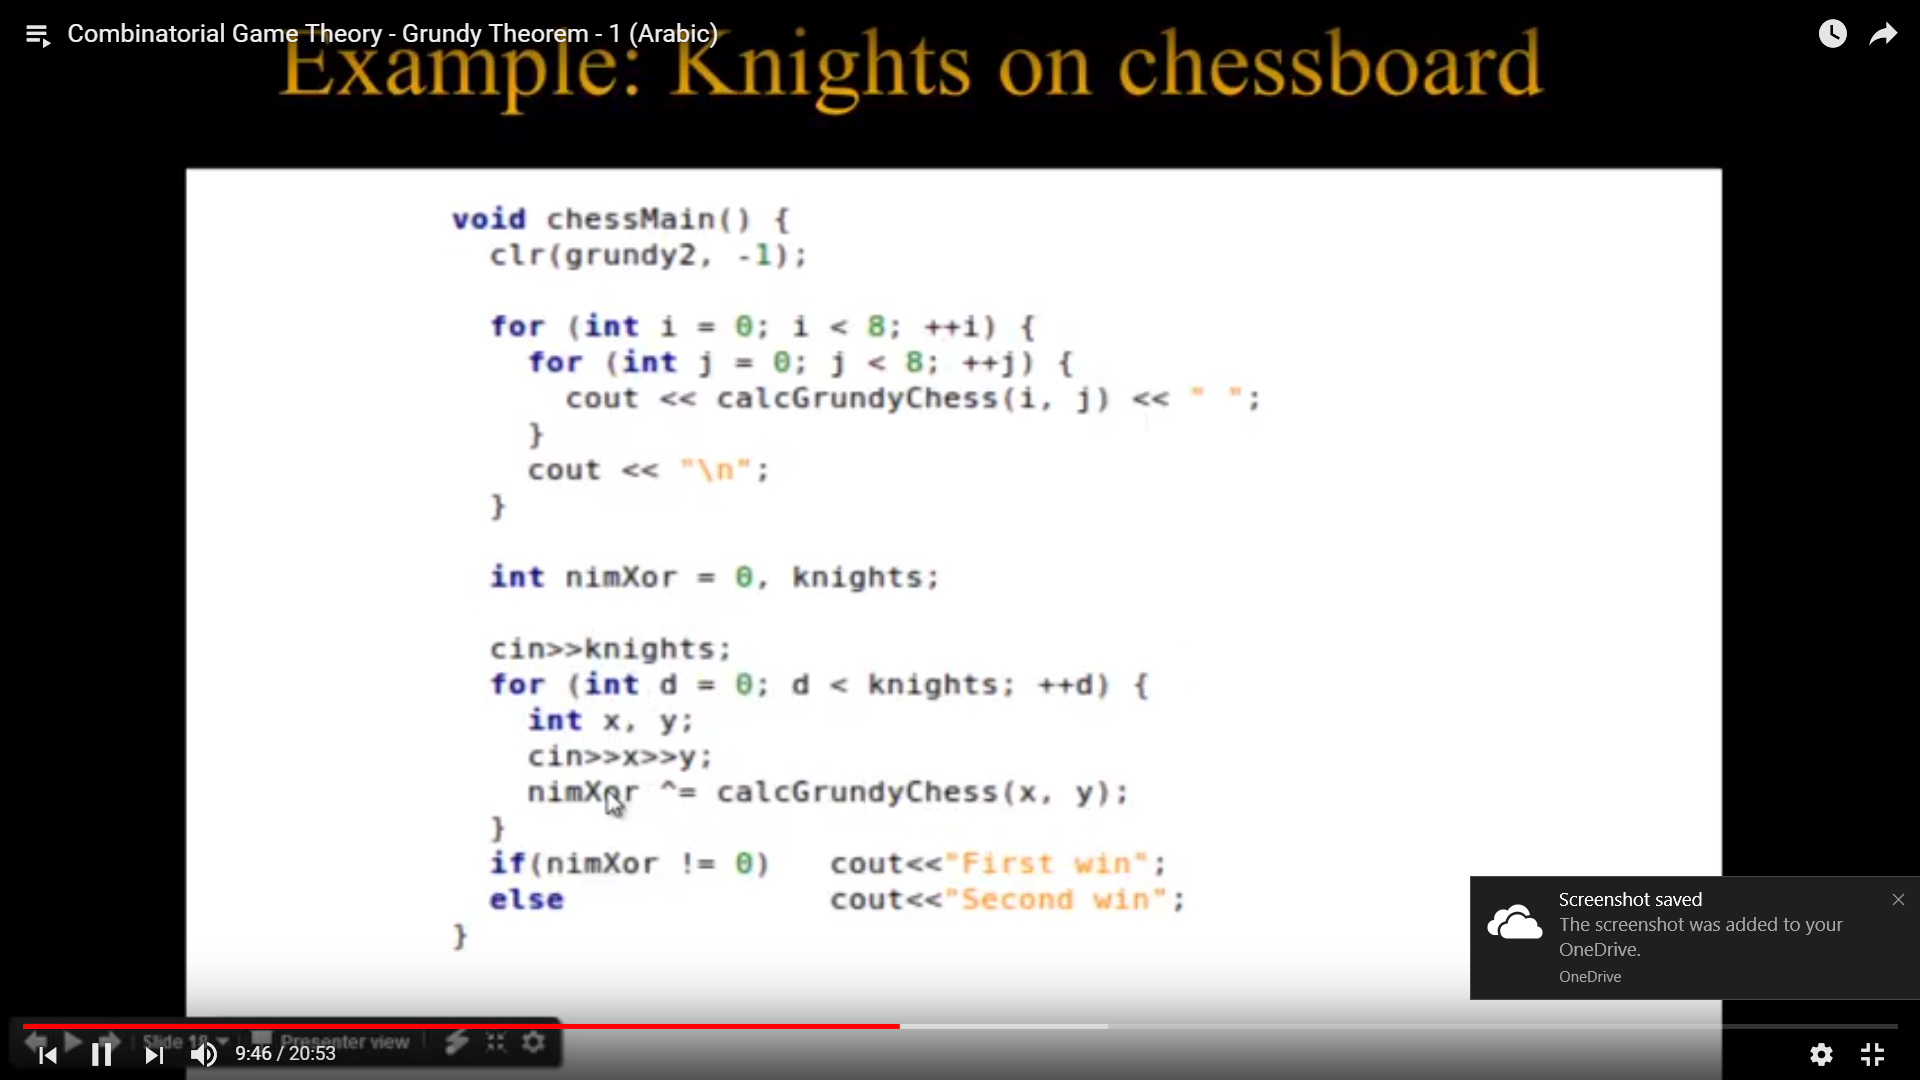 Combinatorial Game Theory - Grundy Theorem - 1 (Arabic)
Example: Knights on chessboard
void chessMain() {
clr(grundy2, -1);
for (int i = 0; i < 8; ++i) {
for (int j = 0; j < 8; ++j) {
cout << calcGrundyChess(i, j) << " ";
}
cout << "\n";
}
int nimXor = 0, knights;
cin>>knights;
for (int d = 0; d < knights; ++d) {
int x, y;
cin>>x>>y;
nimXor ^= calcGrundyChess(x, y);
}
if(nimXor != 0) cout<<"First win";
else cout<<"Second win";
}
Screenshot saved
The screenshot was added to your
OneDrive.
OneDrive
Slide 18 Presenter view
9:46 / 20:53